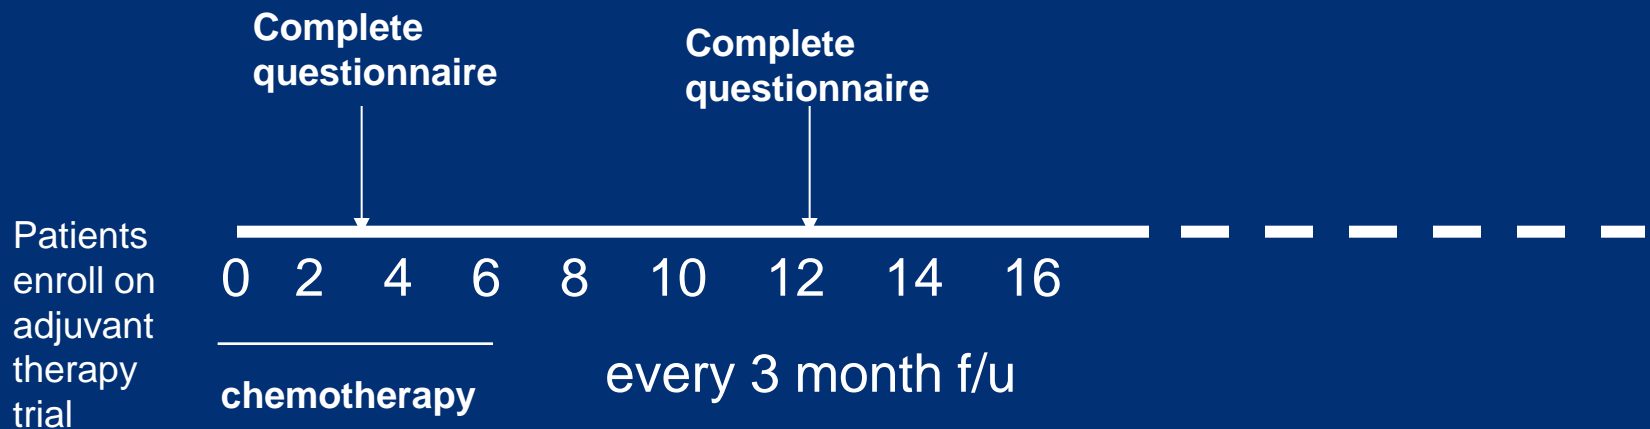 Complete
questionnaire
Complete
questionnaire
Patients
enroll on
adjuvant
therapy
trial
0 2 4 6 8 10 12 14 16
chemotherapy
every 3 month f/u